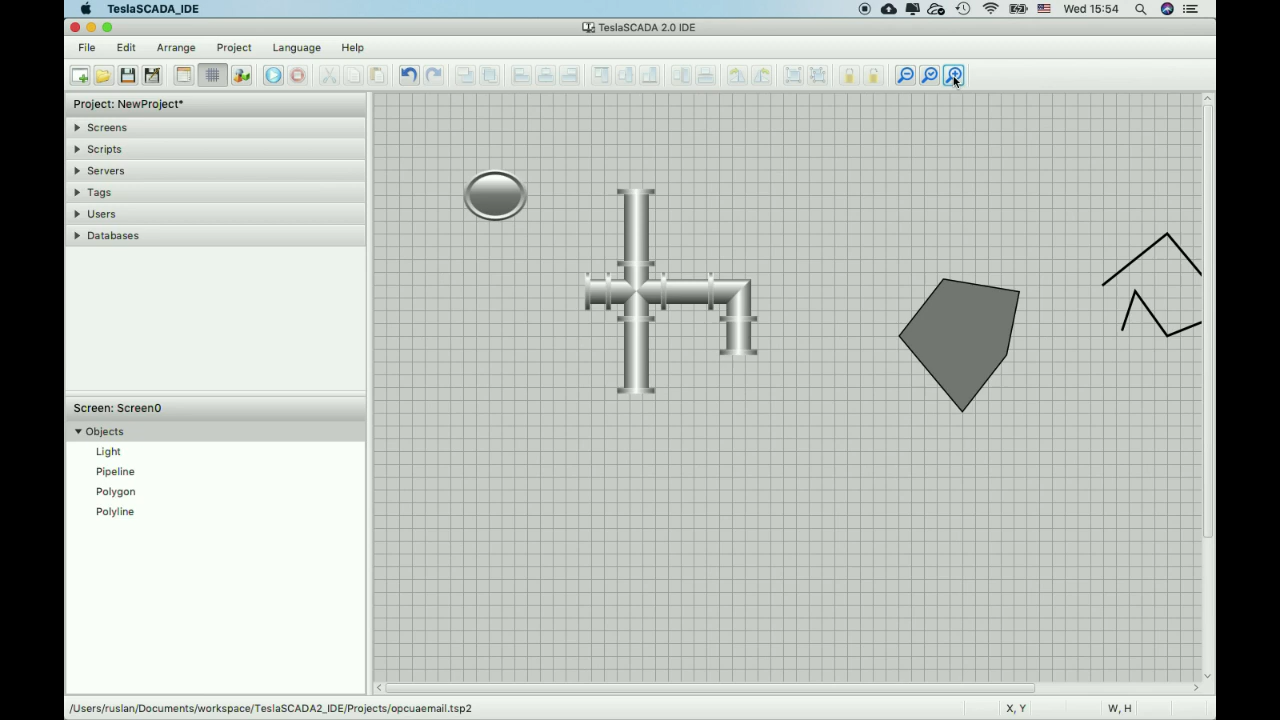 TeslaSCADA_IDE
Wed 15:54
TeslaSCADA 2.0 IDE
File Edit Arrange Project Language Help
Project: NewProject*
Screens
Scripts
Servers
Tags
Users
Databases
Screen: Screen0
Objects
Light
Pipeline
Polygon
Polyline
/Users/ruslan/Documents/workspace/TeslaSCADA2_IDE/Projects/opcuaemail.tsp2
X, Y
W, H